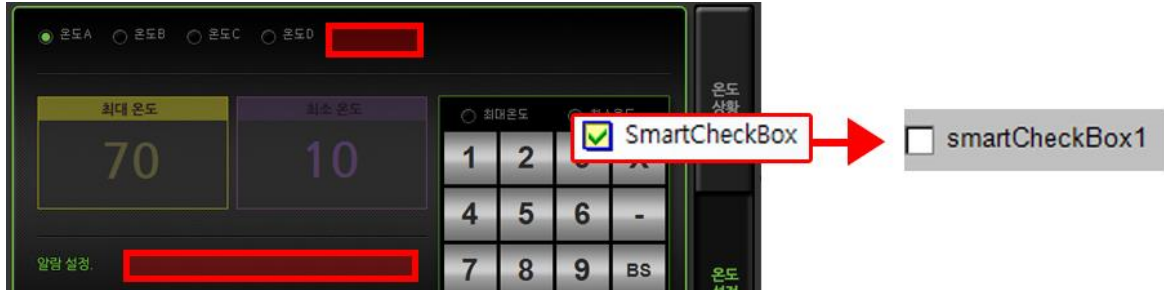 온도A 온도B 온도C 온도D
온도
상황
최대 온도 최소 온도
최대온도
SmartCheckBox
smartCheckBox1
70 10
1 2
4 5 6 -
알람 설정.
7 8 9 BS
온도